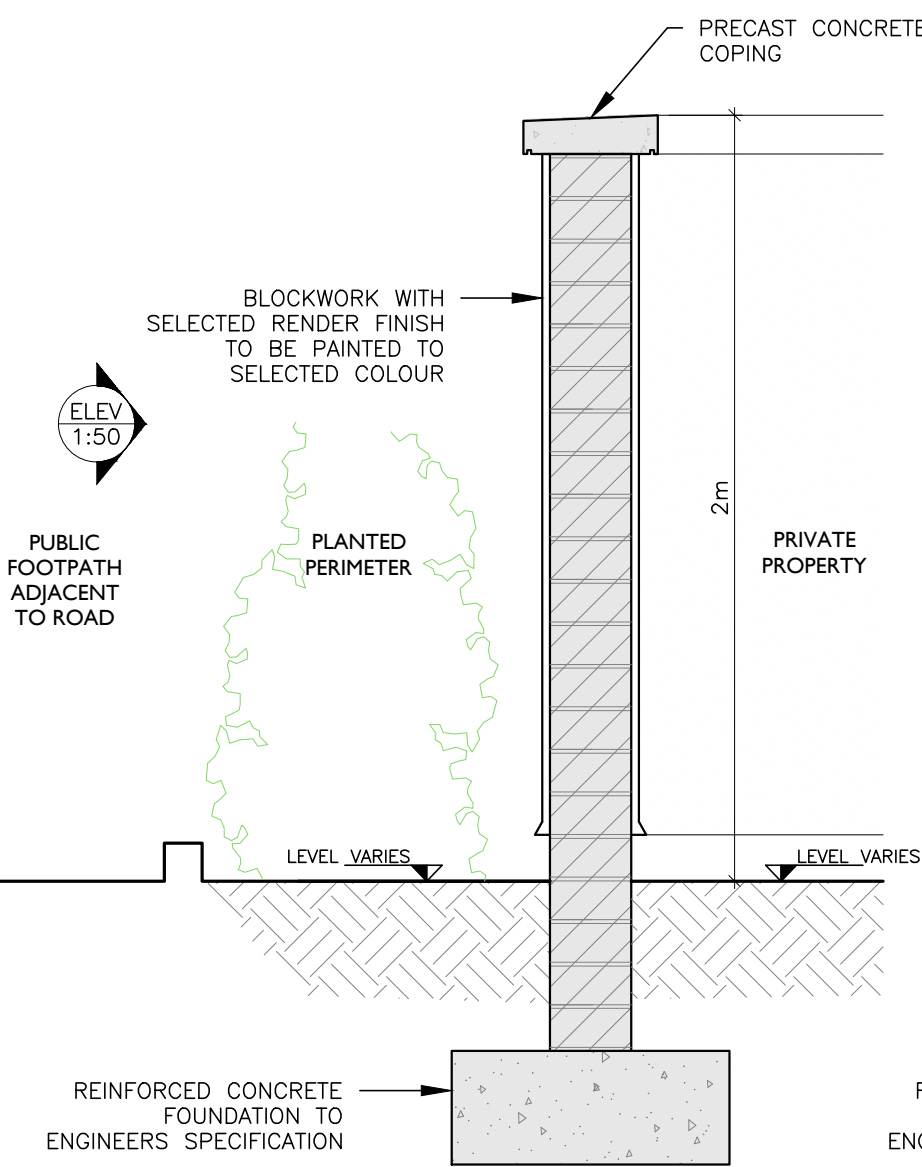 PRECAST CONCRETE
COPING
BLOCKWORK WITH
SELECTED RENDER FINISH
TO BE PAINTED TO
SELECTED COLOUR
ELEV
1:50
2m
PUBLIC
FOOTPATH
ADJACENT
TO ROAD
PLANTED
PERIMETER
PRIVATE
PROPERTY
LEVEL VARIES
LEVEL VARIES
REINFORCED CONCRETE
FOUNDATION TO
ENGINEERS SPECIFICATION